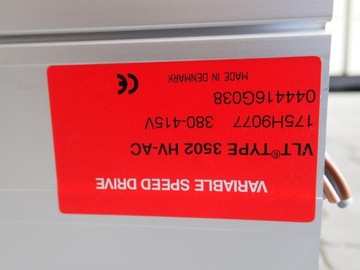 VARIABLE SPEED DRIVE
VLT® TYPE 3502 HV-AC
175H9077 380-415V
044416G038
MADE IN DENMARK
CE